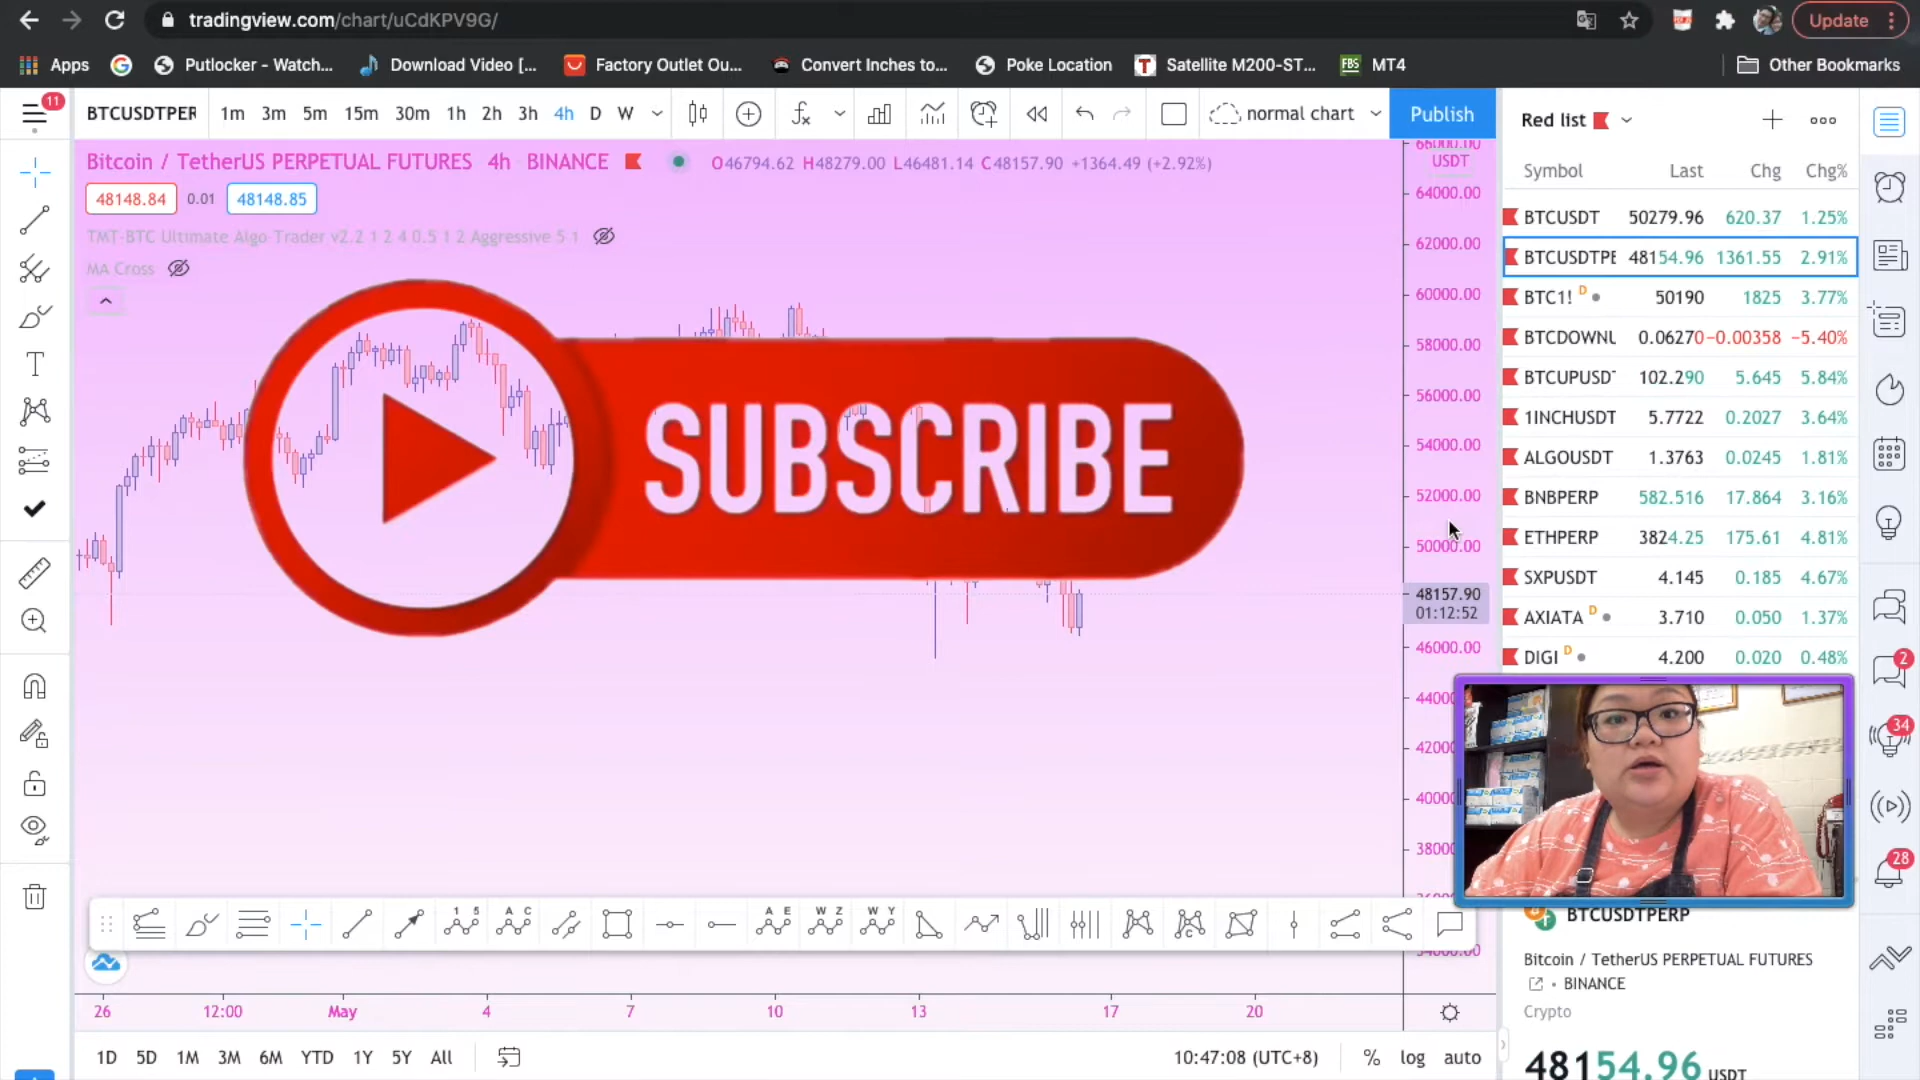 tradingview.com/chart/uCdKPV9G/
Update
Apps
Putlocker - Watch...
Download Video [...
Factory Outlet Ou...
Convert Inches to...
Poke Location
Satellite M200-ST...
FBS MT4
Other Bookmarks
11
BTCUSDTPERP 1m 3m 5m 15m 30m 1h 2h 3h 4h D W
normal chart
Publish
Red list
Bitcoin / TetherUS PERPETUAL FUTURES 4h BINANCE
O46794.62 H48279.00 L46481.14 C48157.90 +1364.49 (+2.92%)
48148.84 0.01 48148.85
TMT-BTC Ultimate Algo Trader v2.2 1 2 4 0.5 1 2 Aggressive 5 1
MA Cross
SUBSCRIBE
USDT
64000.00
62000.00
60000.00
58000.00
56000.00
54000.00
52000.00
50000.00
48157.90
01:12:52
46000.00
Symbol Last Chg Chg%
BTCUSDT 50279.96 620.37 1.25%
BTCUSDTPE 48154.96 1361.55 2.91%
BTC1! D 50190 1825 3.77%
BTCDOWNU 0.06270 -0.00358 -5.40%
BTCUPUSDT 102.290 5.645 5.84%
1INCHUSDT 5.7722 0.2027 3.64%
ALGOUSDT 1.3763 0.0245 1.81%
BNBPERP 582.516 17.864 3.16%
ETHPERP 3824.25 175.61 4.81%
SXPUSDT 4.145 0.185 4.67%
AXIATA D 3.710 0.050 1.37%
DIGI D 4.200 0.020 0.48%
2
34
28
BTCUSDTPERP
Bitcoin / TetherUS PERPETUAL FUTURES
BINANCE
Crypto
48154.96 USDT
26 12:00 May 4 7 10 13 17 20
1D 5D 1M 3M 6M YTD 1Y 5Y All
10:47:08 (UTC+8) % log auto